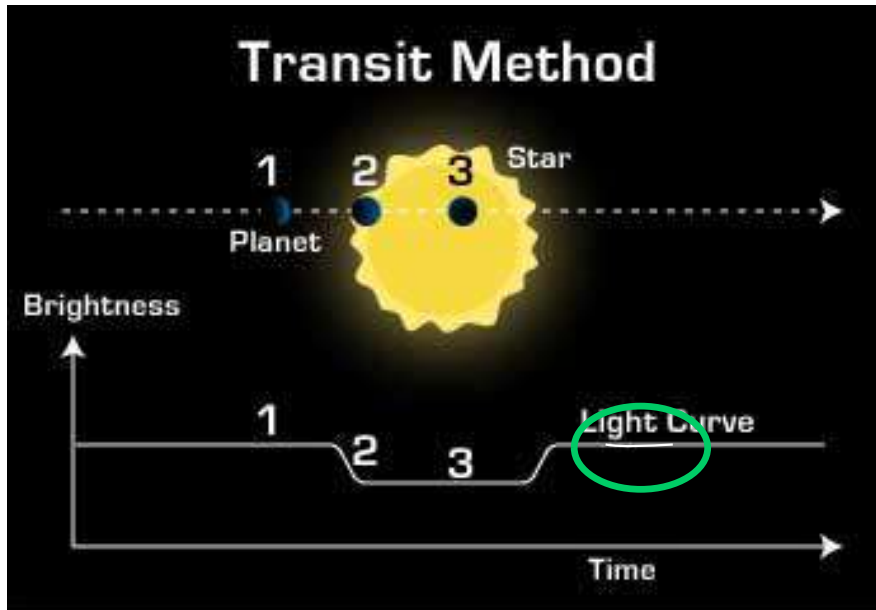 Transit Method
1 2 3 Star
Planet
Brightness
1 2 3 Light Curve
Time